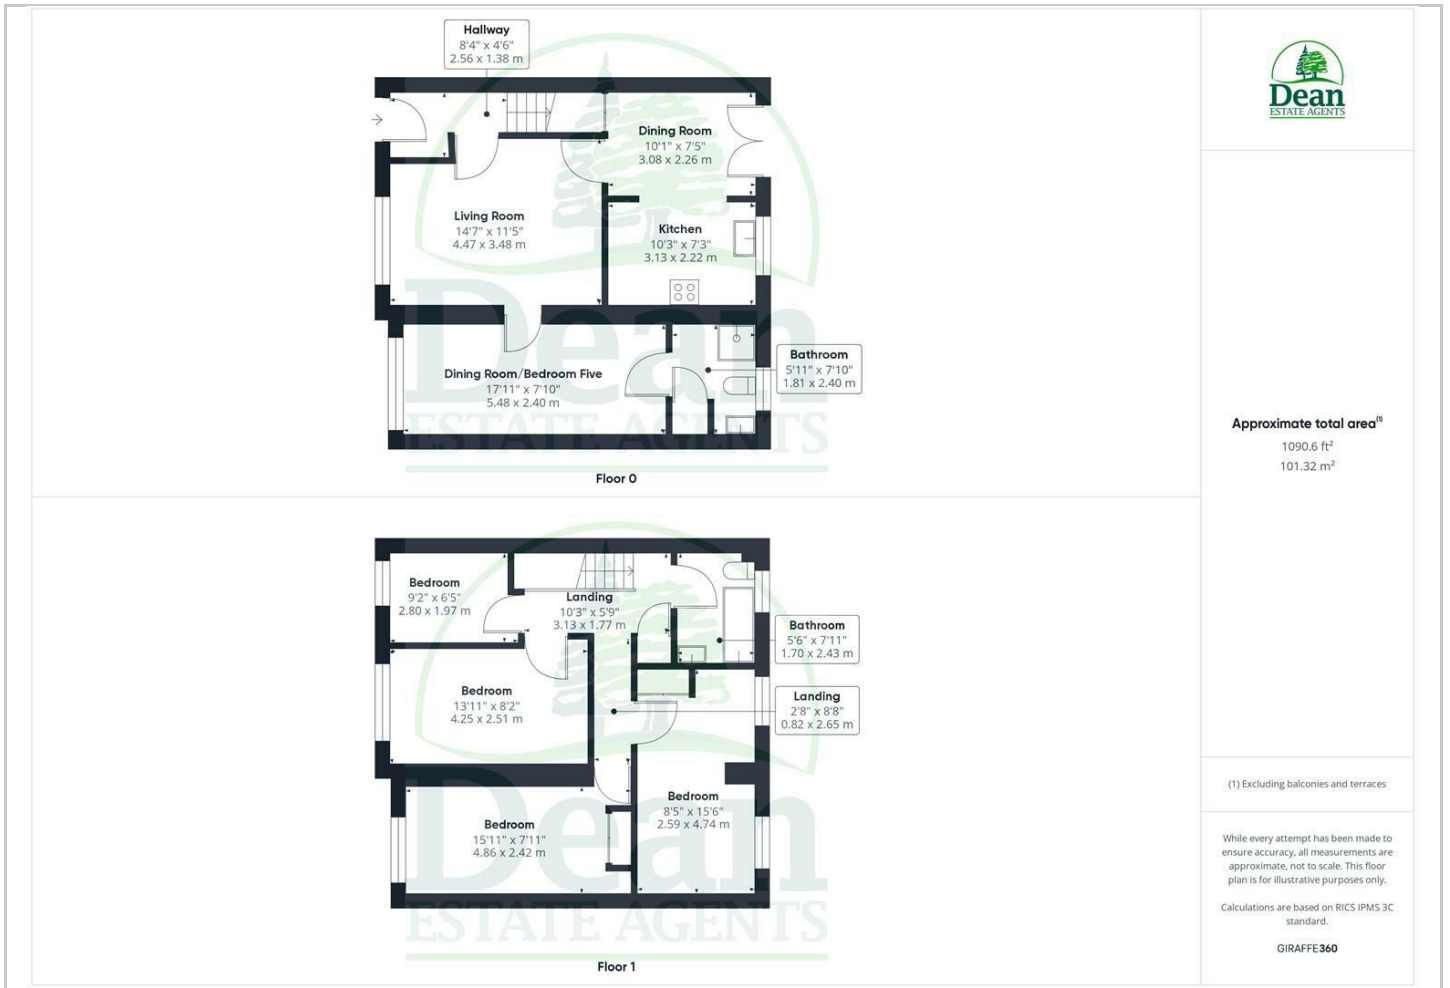 Hallway
8'4" x 4'6"
2.56 x 1.38 m
Dining Room
10'1" x 7'5"
3.08 x 2.26 m
Living Room
14'7" x 11'5"
4.47 x 3.48 m
Kitchen
10'3" x 7'3"
3.13 x 2.22 m
Bathroom
5'11" x 7'10"
1.81 x 2.40 m
Dining Room/Bedroom Five
17'11" x 7'10"
5.48 x 2.40 m
Dean
ESTATE AGENTS
Floor 0
Bedroom
9'2" x 6'5"
2.80 x 1.97 m
Landing
10'3" x 5'9"
3.13 x 1.77 m
Bathroom
5'6" x 7'11"
1.70 x 2.43 m
Bedroom
13'11" x 8'2"
4.25 x 2.51 m
Landing
2'8" x 8'8"
0.82 x 2.65 m
Bedroom
8'5" x 15'6"
2.59 x 4.74 m
Bedroom
15'11" x 7'11"
4.86 x 2.42 m
Dean
ESTATE AGENTS
Floor 1
Dean
ESTATE AGENTS
Approximate total area(1)
1090.6 ft²
101.32 m²
(1) Excluding balconies and terraces
While every attempt has been made to
ensure accuracy, all measurements are
approximate, not to scale. This floor
plan is for illustrative purposes only.
Calculations are based on RICS IPMS 3C
standard.
GIRAFFE360